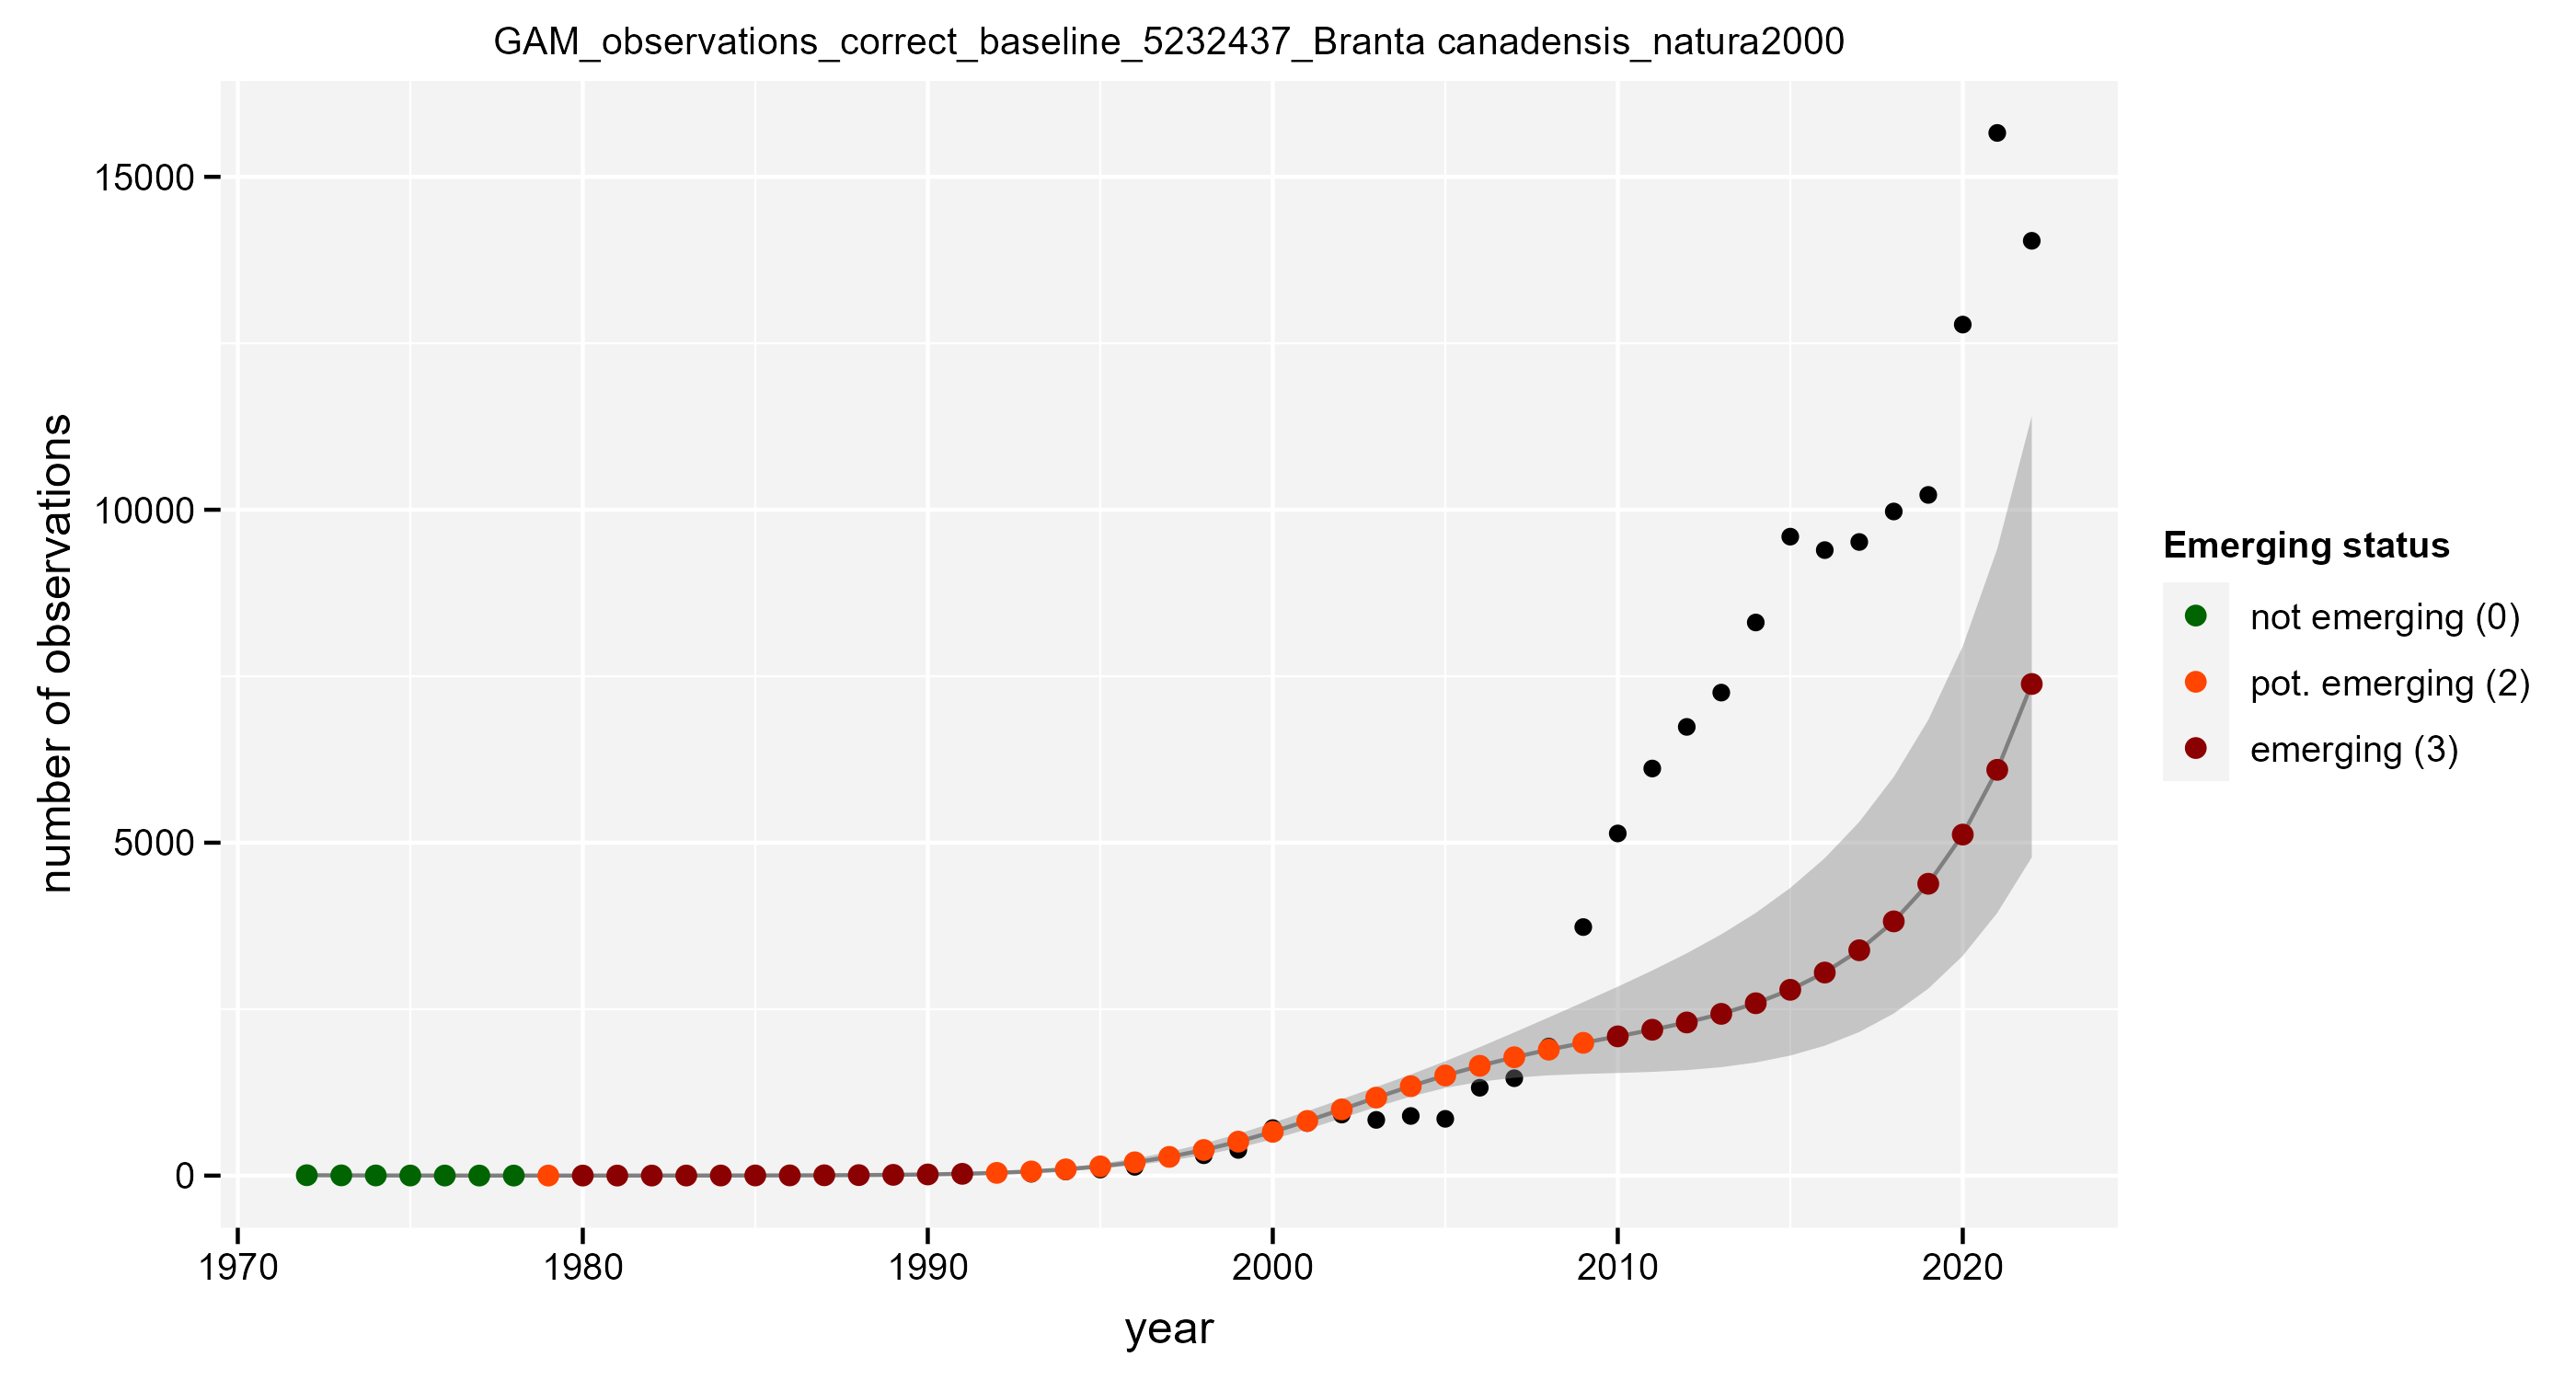 GAM_observations_correct_baseline_5232437_Branta canadensis_natura2000
number of observations
15000
10000
5000
0
1970
1980
1990
2000
2010
2020
year
Emerging status
not emerging (0)
pot. emerging (2)
emerging (3)